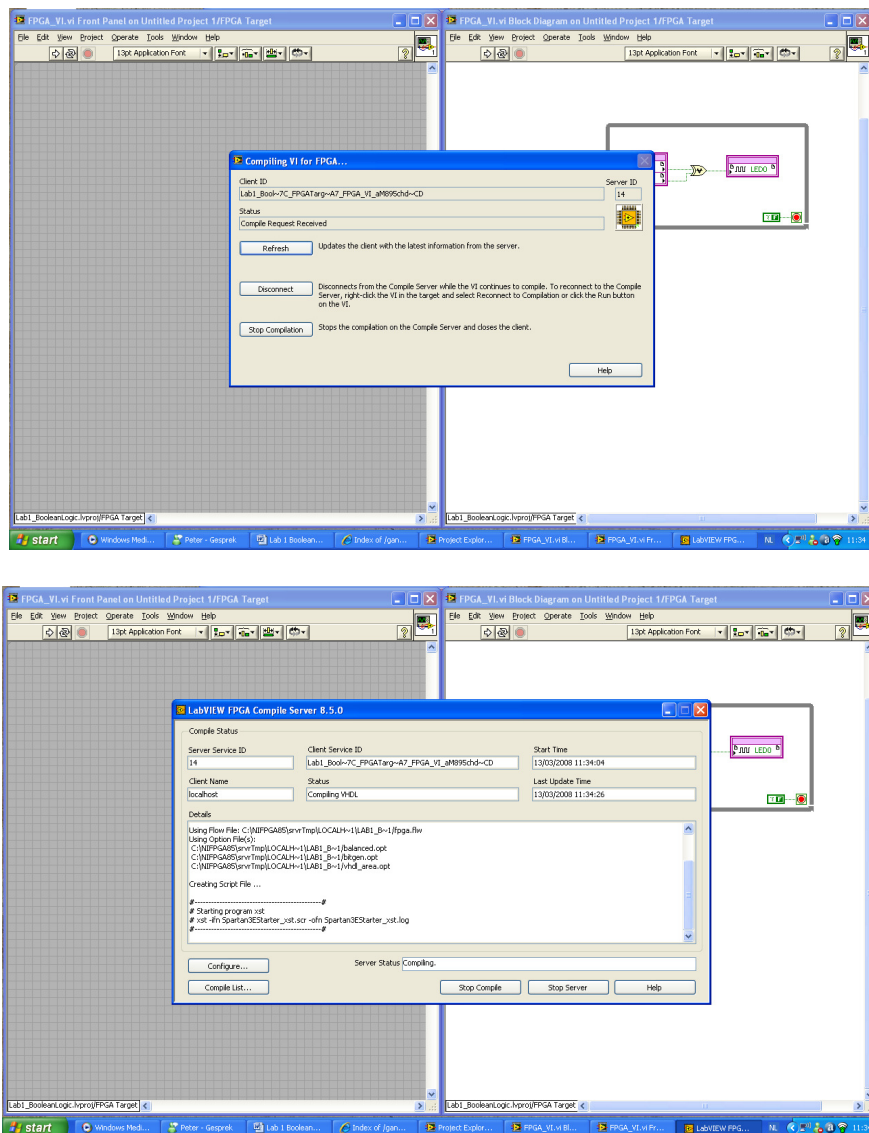 FPGA_VI.vi Front Panel on Untitled Project 1/FPGA Target
File Edit View Project Operate Tools Window Help
13pt Application Font
FPGA_VI.vi Block Diagram on Untitled Project 1/FPGA Target
File Edit View Project Operate Tools Window Help
13pt Application Font
LED0
Compiling VI for FPGA...
Client ID
Server ID
Lab1_Bool~7C_FPGATarg~A7_FPGA_VI_aM895chd~CD
14
Status
Compile Request Received
Refresh
Updates the client with the latest information from the server.
Disconnect
Disconnects from the Compile Server while the VI continues to compile. To reconnect to the Compile
Server, right-click the VI in the target and select Reconnect to Compilation or click the Run button
on the VI.
Stop Compilation
Stops the compilation on the Compile Server and closes the client.
Help
Lab1_BooleanLogic.lvproj/FPGA Target
Lab1_BooleanLogic.lvproj/FPGA Target
start
Windows Medi...
Peter - Gesprek
Lab 1 Boolean...
Index of /gan...
Project Explor...
FPGA_VI.vi Bl...
FPGA_VI.vi Fr...
LabVIEW FPG...
NL
11:34
FPGA_VI.vi Front Panel on Untitled Project 1/FPGA Target
File Edit View Project Operate Tools Window Help
13pt Application Font
FPGA_VI.vi Block Diagram on Untitled Project 1/FPGA Target
File Edit View Project Operate Tools Window Help
13pt Application Font
LED0
LabVIEW FPGA Compile Server 8.5.0
Compile Status
Server Service ID
Client Service ID
Start Time
14
Lab1_Bool~7C_FPGATarg~A7_FPGA_VI_aM895chd~CD
13/03/2008 11:34:04
Client Name
Status
Last Update Time
localhost
Compiling VHDL
13/03/2008 11:34:26
Details
Using Flow File: C:\NIFPGA85\srvrTmp\LOCALH~1\LAB1_B~1/fpga.flw
Using Option File(s):
C:\NIFPGA85\srvrTmp\LOCALH~1\LAB1_B~1/balanced.opt
C:\NIFPGA85\srvrTmp\LOCALH~1\LAB1_B~1/bitgen.opt
C:\NIFPGA85\srvrTmp\LOCALH~1\LAB1_B~1/vhdl_area.opt
Creating Script File ...
#----------------------------------------------#
# Starting program xst
# xst -ifn Spartan3EStarter_xst.scr -ofn Spartan3EStarter_xst.log
#----------------------------------------------#
Configure...
Server Status
Compiling.
Compile List...
Stop Compile
Stop Server
Help
Lab1_BooleanLogic.lvproj/FPGA Target
Lab1_BooleanLogic.lvproj/FPGA Target
start
Windows Medi...
Peter - Gesprek
Lab 1 Boolean...
Index of /gan...
Project Explor...
FPGA_VI.vi Bl...
FPGA_VI.vi Fr...
LabVIEW FPG...
NL